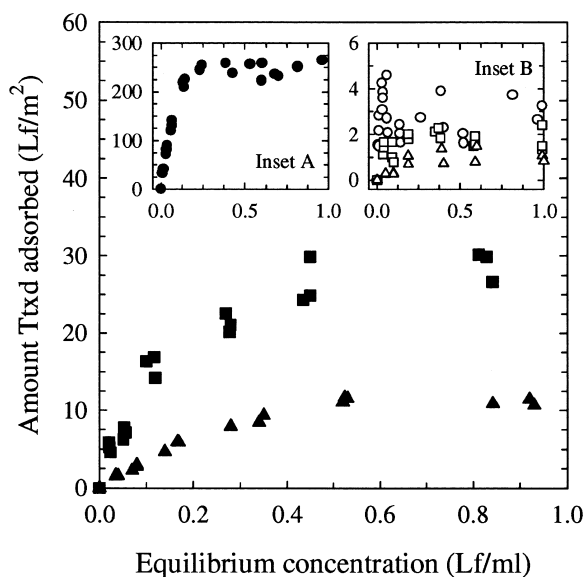 60
50
40
30
20
10
0
0.0 0.2 0.4 0.6 0.8 1.0
Amount Ttxd adsorbed (Lf/m²)
Equilibrium concentration (Lf/ml)
300
200
100
0
0.0 0.5 1.0
Inset A
6
4
2
0
0.0 0.5 1.0
Inset B